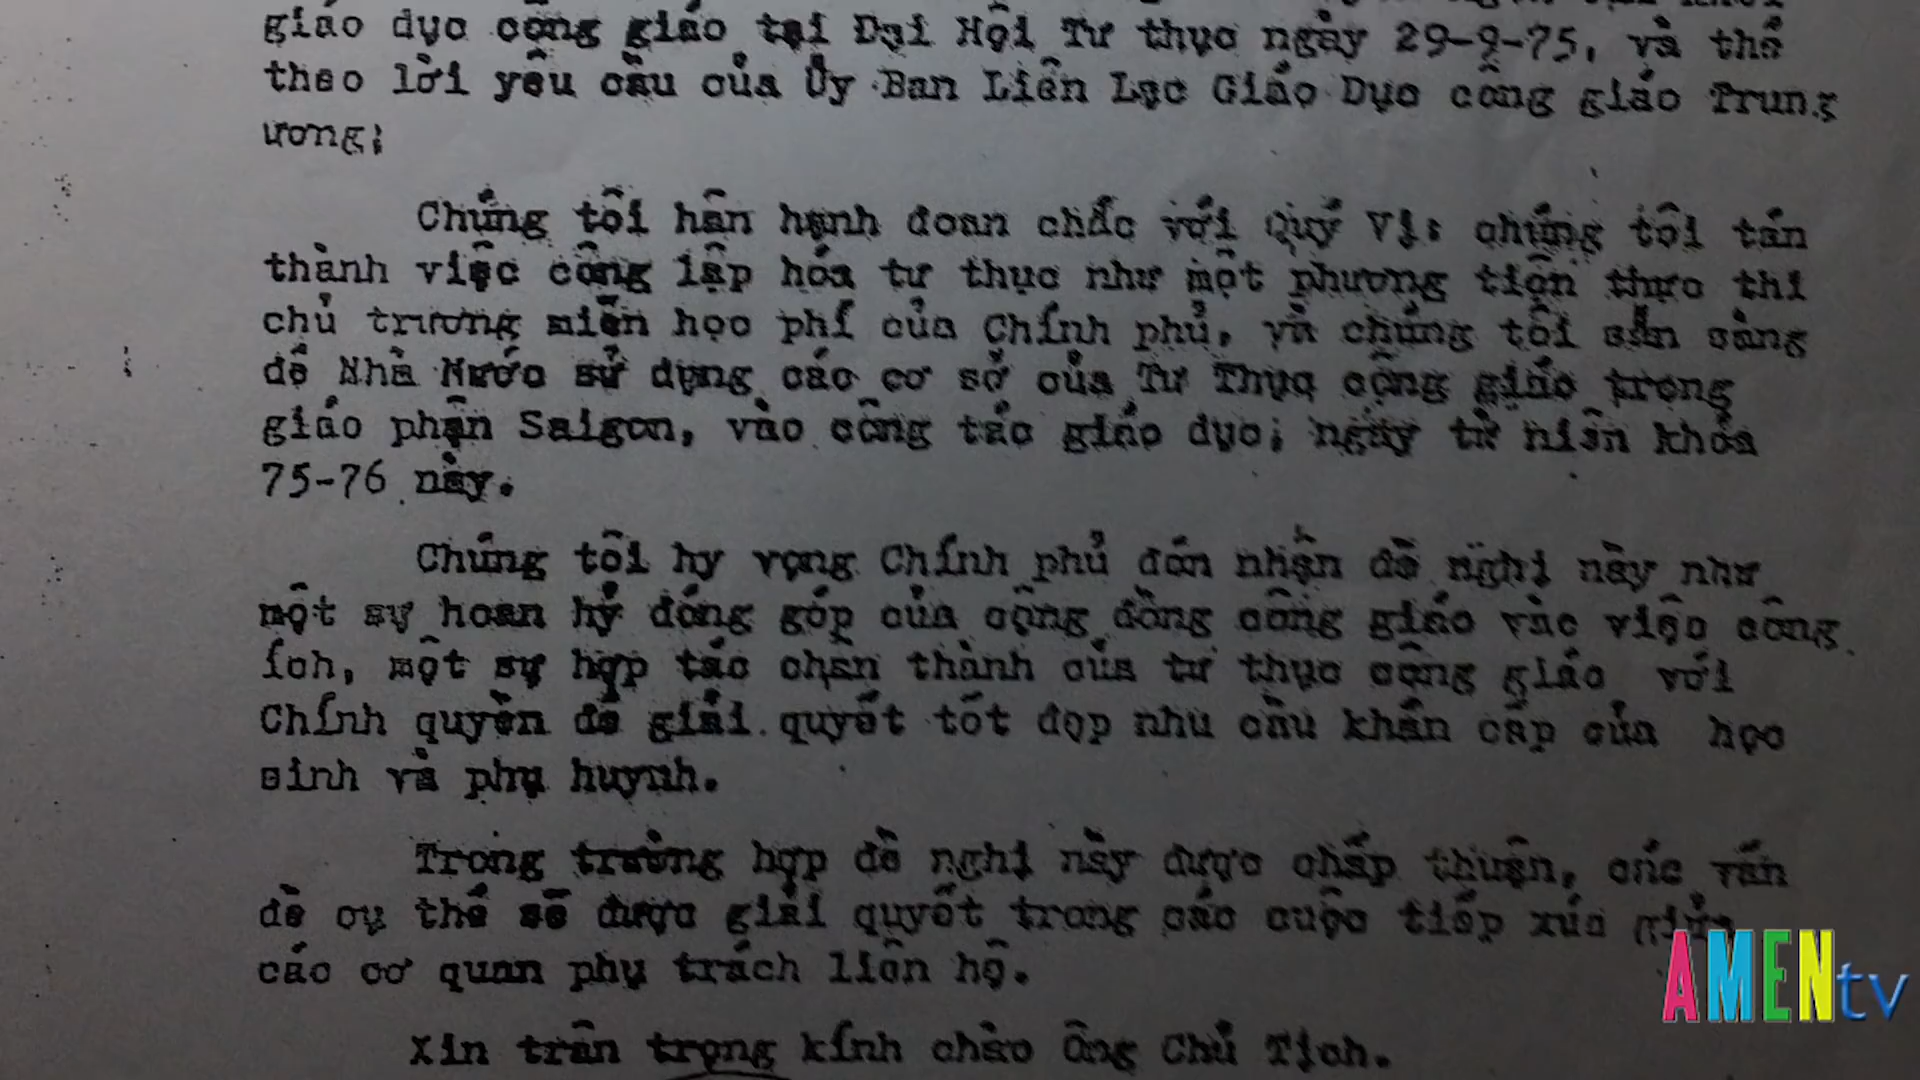 giáo dục công giáo tại Đại Hội Tư thục ngày 29-9-75, và thể
theo lời yêu cầu của Ủy Ban Liên Lạc Giáo Dục công giáo Trung
ương;
Chúng tôi hân hạnh đoan chắc với Quý Vị: chúng tôi tán
thành việc công lập hóa tư thục như một phương tiện thực thi
chủ trương miễn học phí của Chính phủ, và chúng tôi sẵn sàng
để Nhà Nước sử dụng các cơ sở của Tư Thục công giáo trong
giáo phận Saigon, vào công tác giáo dục; ngay từ niên khóa
75-76 này.
Chúng tôi hy vọng Chính phủ đón nhận đề nghị này như
một sự hoan hỷ đóng góp của cộng đồng công giáo vào việc công
ích, một sự hợp tác chân thành của tư thục công giáo với
Chính quyền để giải quyết tốt đẹp nhu cầu khẩn cấp của học
sinh và phụ huynh.
Trong trường hợp đề nghị này được chấp thuận, các vấn
đề cụ thể sẽ được giải quyết trong các cuộc tiếp xúc giữa
các cơ quan phụ trách liên hệ.
Xin trân trọng kính chào Ông Chủ Tịch.
AMENtv